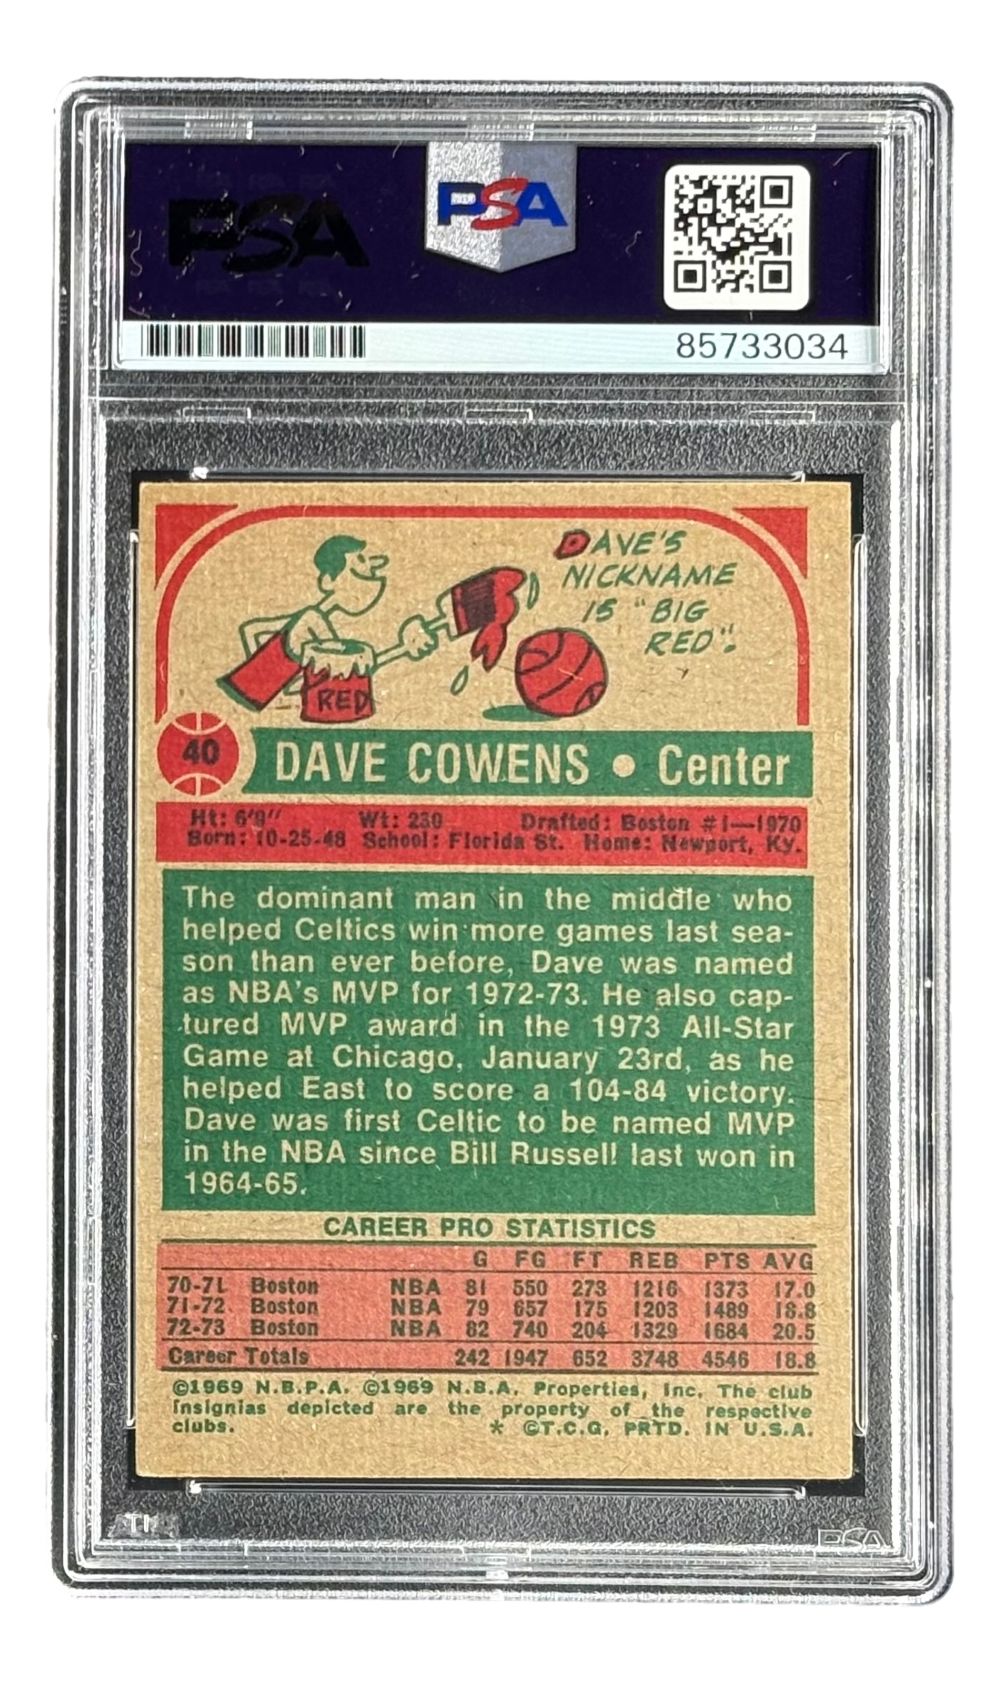 PSA
PSA
85733034
DAVE'S
NICKNAME
IS "BIG
RED".
RED
40
DAVE COWENS • Center
Ht: 6'9" Wt: 230 Drafted: Boston #1—1970
Born: 10-25-48 School: Florida St. Home: Newport, Ky.
The dominant man in the middle who
helped Celtics win more games last sea-
son than ever before, Dave was named
as NBA's MVP for 1972-73. He also cap-
tured MVP award in the 1973 All-Star
Game at Chicago, January 23rd, as he
helped East to score a 104-84 victory.
Dave was first Celtic to be named MVP
in the NBA since Bill Russell last won in
1964-65.
CAREER PRO STATISTICS
G FG FT REB PTS AVG
70-71 Boston NBA 81 550 273 1216 1373 17.0
71-72 Boston NBA 79 657 175 1203 1489 18.8
72-73 Boston NBA 82 740 204 1329 1684 20.5
Career Totals 242 1947 652 3748 4546 18.8
©1969 N.B.P.A. ©1969 N.B.A. Properties, Inc. The club
insignias depicted are the property of the respective
clubs. * ©T.C.G. PRTD. IN U.S.A.
PSA